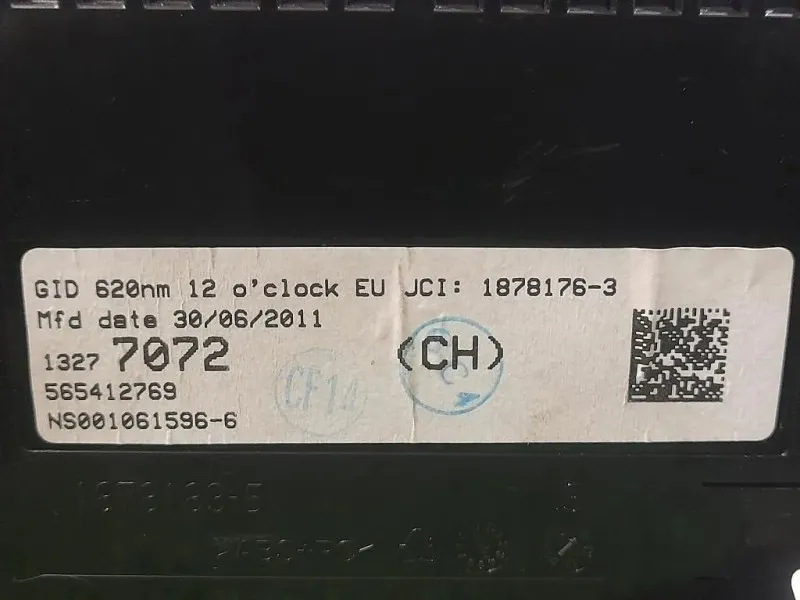 GID 620nm 12 o'clock EU JCI: 1878176-3
Mfd date 30/06/2011
1327 7072 (CH)
565412769
NS001061596-6
CF14